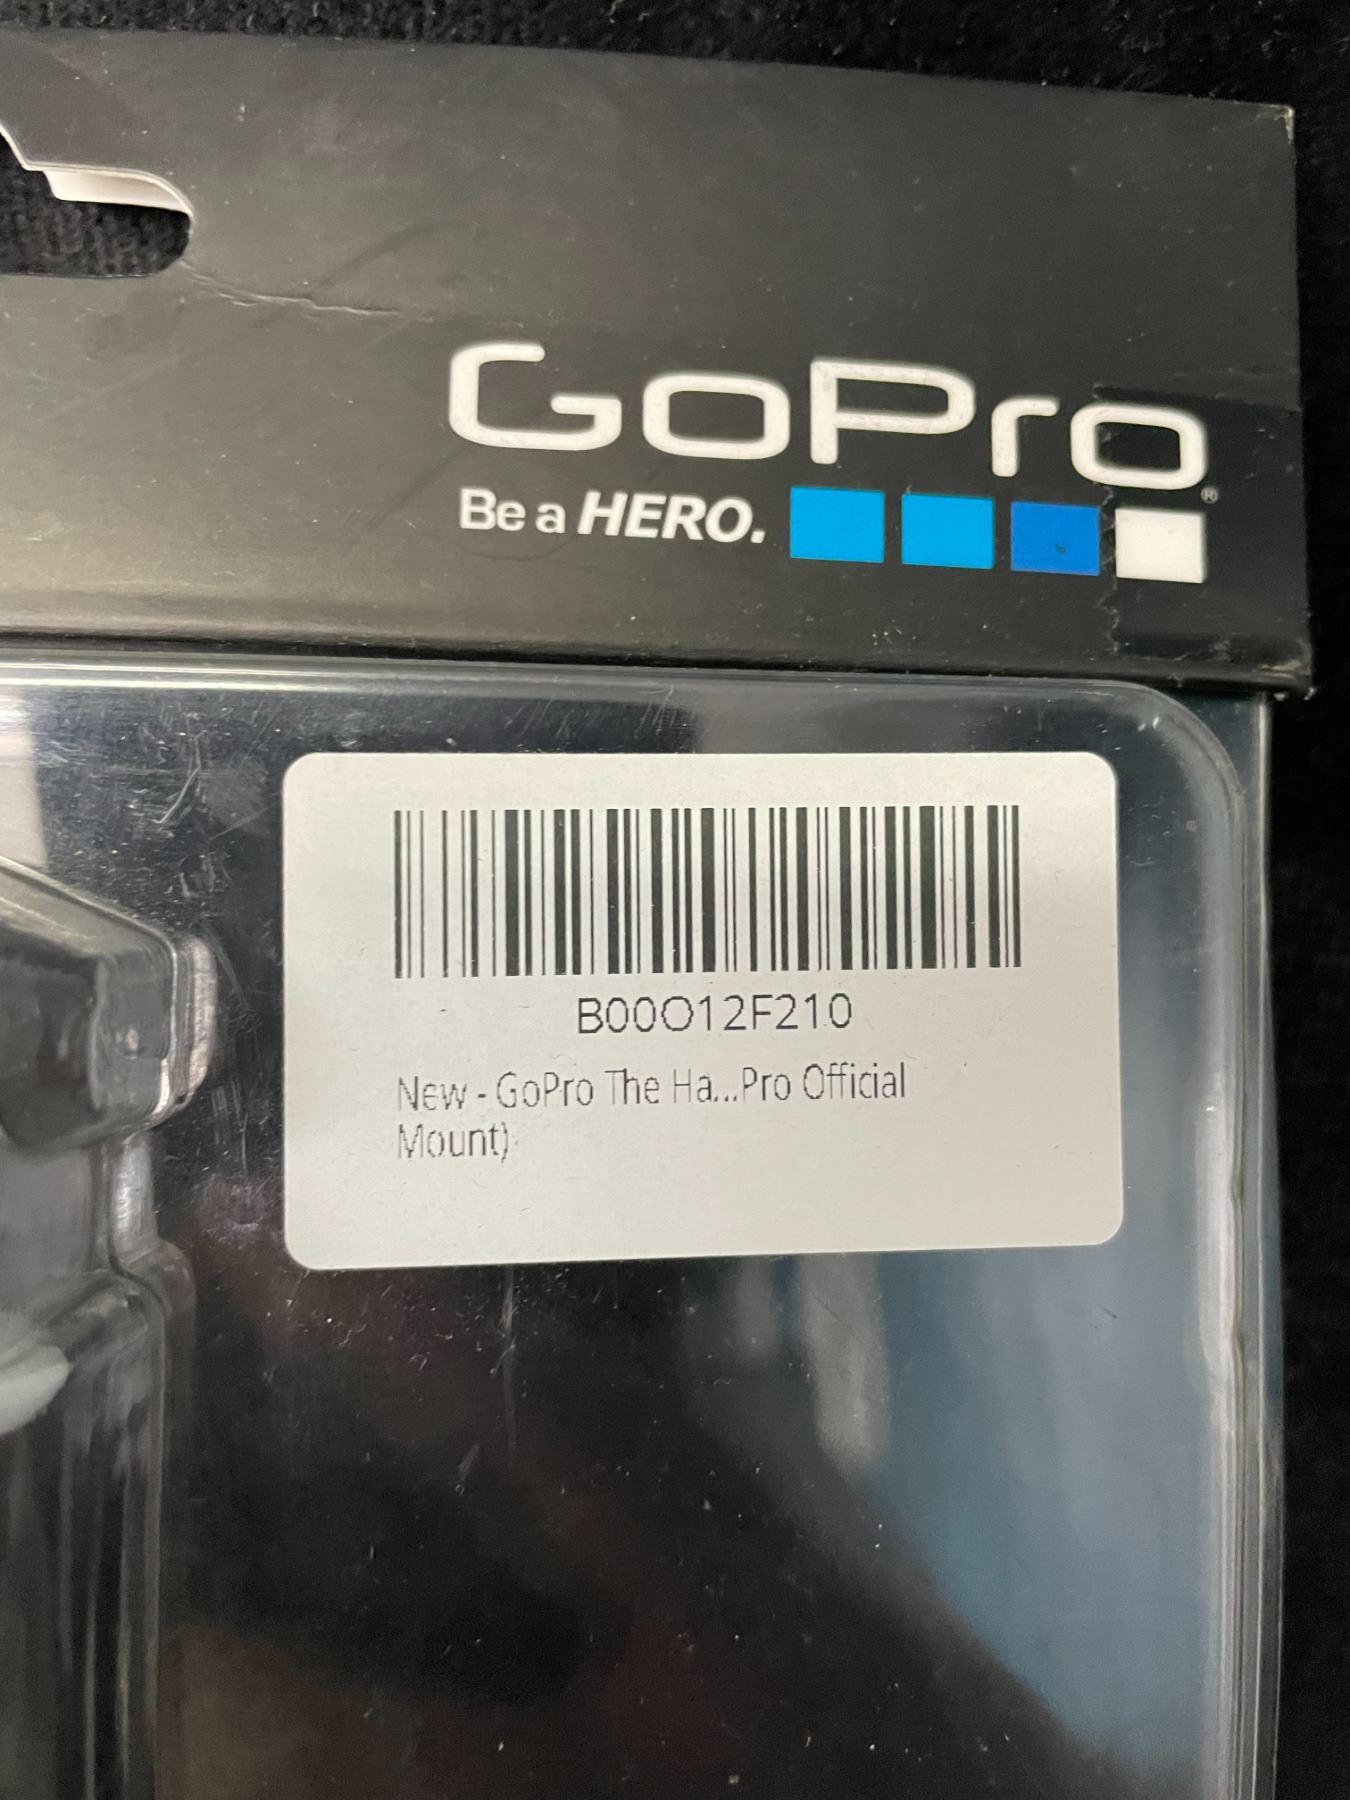 GoPro®
Be a HERO.
B00O12F210
New - GoPro The Ha...Pro Official
Mount)